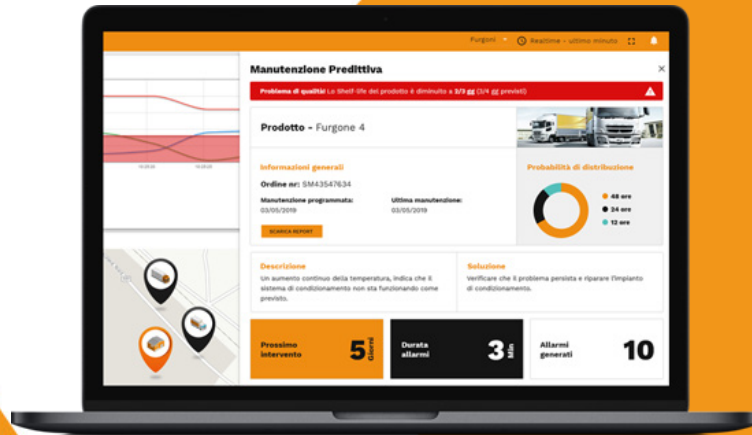 Furgoni
Realtime - ultimo minuto
Manutenzione Predittiva
Problema di qualità! Lo Shelf-life del prodotto è diminuito a 2/3 gg (3/4 gg previsti)
Prodotto - Furgone 4
Informazioni generali
Ordine nr: SM43547634
Manutenzione programmata:
03/05/2019
Ultima manutenzione:
03/05/2019
SCARICA REPORT
Probabilità di distribuzione
48 ore
24 ore
12 ore
Descrizione
Un aumento continuo della temperatura, indica che il
sistema di condizionamento non sta funzionando come
previsto.
Soluzione
Verificare che il problema persista e riparare l'impianto
di condizionamento.
Prossimo
intervento
5
Giorni
Durata
allarmi
3
Min
Allarmi
generati
10